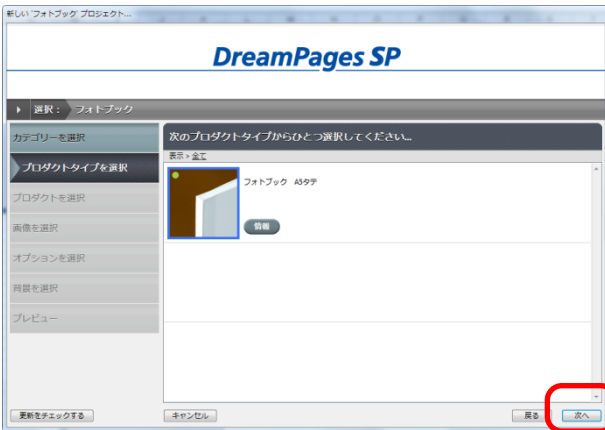 新しい 'フォトブック' プロジェクト...
DreamPages SP
選択: フォトブック
カテゴリーを選択
プロダクトタイプを選択
プロダクトを選択
画像を選択
オプションを選択
背景を選択
プレビュー
次のプロダクトタイプからひとつ選択してください...
表示 > 全て
フォトブック A5タテ
情報
更新をチェックする
キャンセル
戻る
次へ